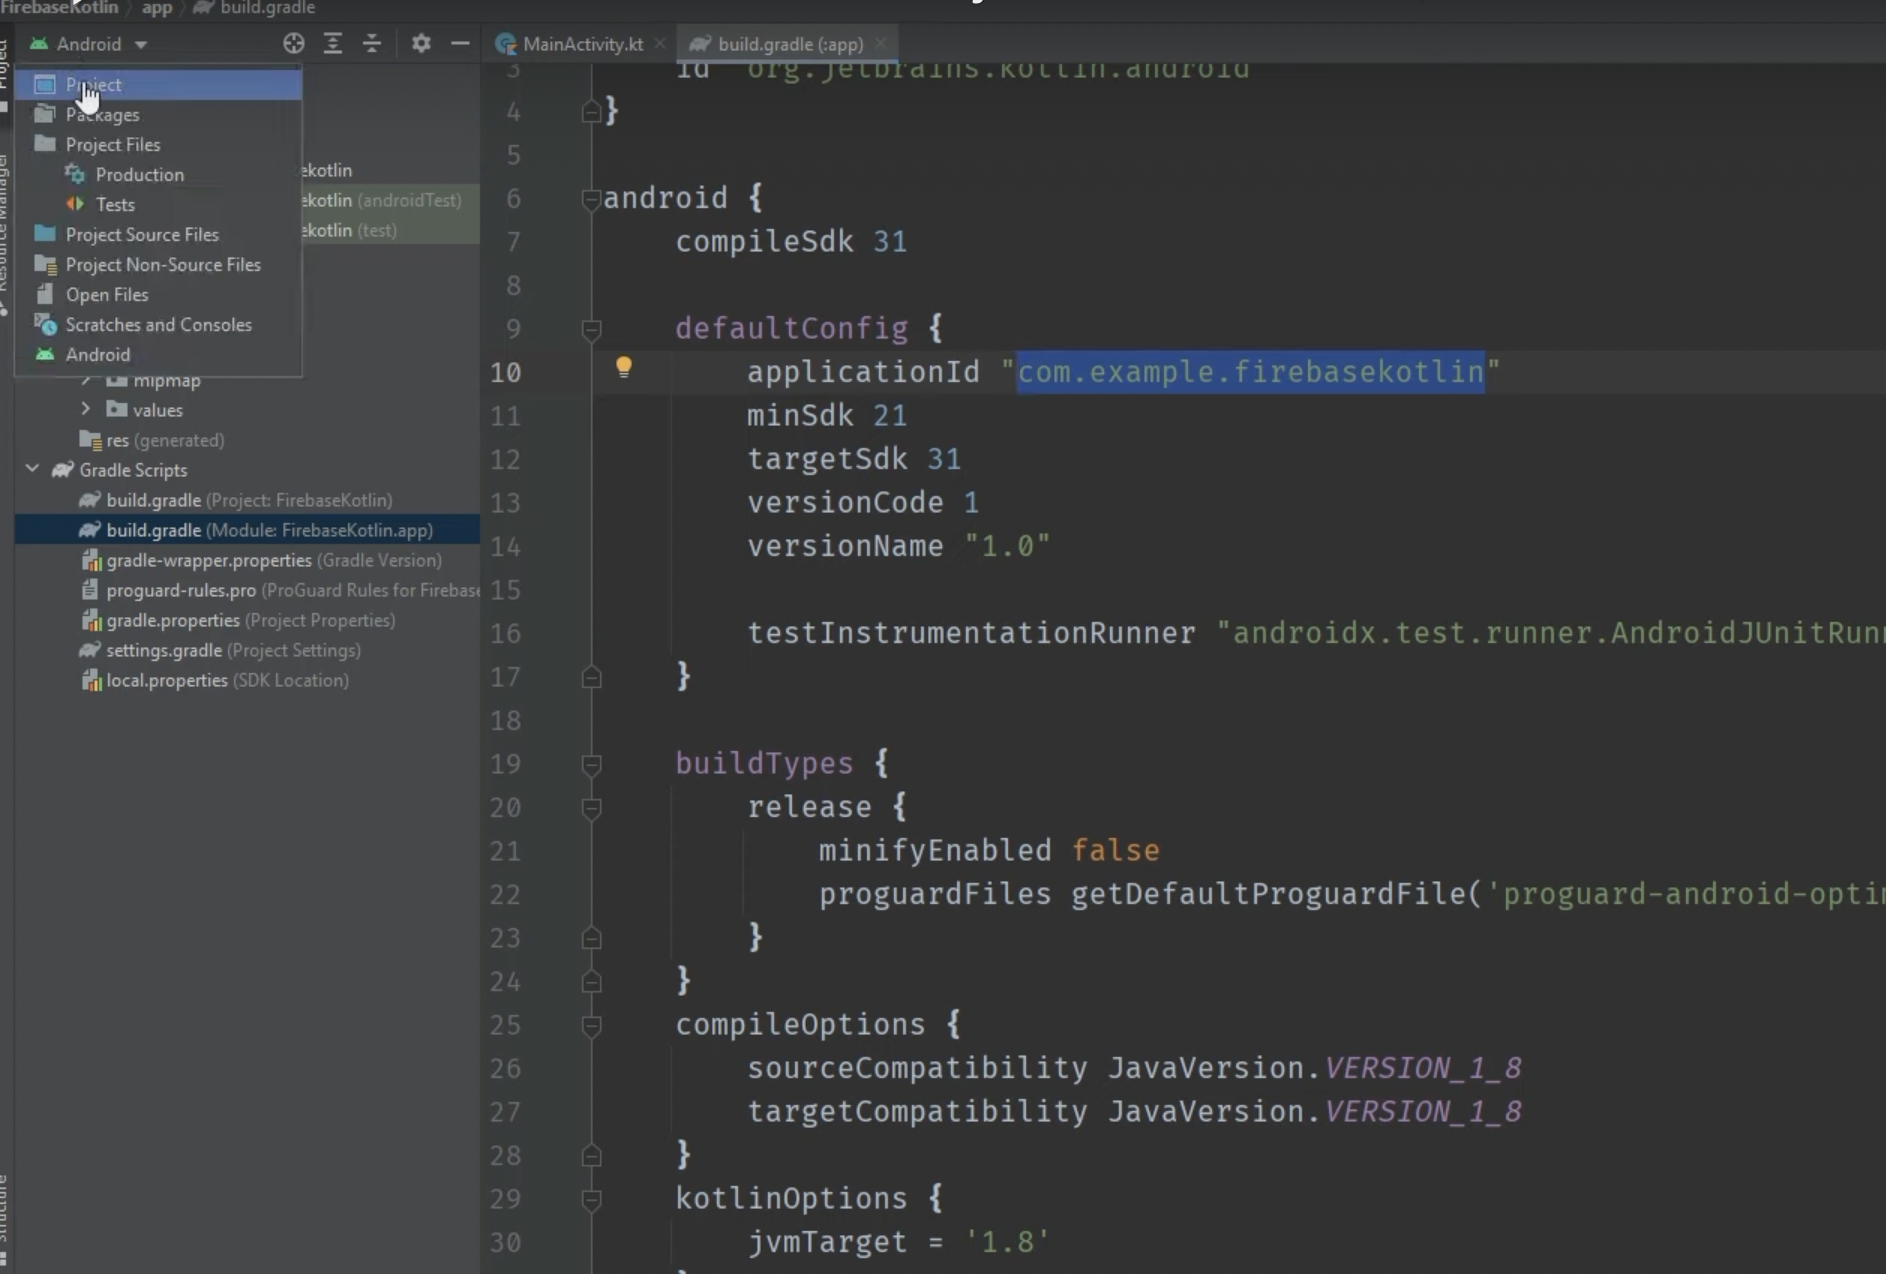 FirebaseKotlin app build.gradle
Project
Resource Manager
Structure
Android
Project
Packages
Project Files
Production
Tests
Project Source Files
Project Non-Source Files
Open Files
Scratches and Consoles
Android
ekotlin
ekotlin (androidTest)
ekotlin (test)
mipmap
values
res (generated)
Gradle Scripts
build.gradle (Project: FirebaseKotlin)
build.gradle (Module: FirebaseKotlin.app)
gradle-wrapper.properties (Gradle Version)
proguard-rules.pro (ProGuard Rules for Firebase
gradle.properties (Project Properties)
settings.gradle (Project Settings)
local.properties (SDK Location)
MainActivity.kt build.gradle (:app)
3 id 'org.jetbrains.kotlin.android'
4 }
5
6 android {
7 compileSdk 31
8
9 defaultConfig {
10 applicationId "com.example.firebasekotlin"
11 minSdk 21
12 targetSdk 31
13 versionCode 1
14 versionName "1.0"
15
16 testInstrumentationRunner "androidx.test.runner.AndroidJUnitRunn
17 }
18
19 buildTypes {
20 release {
21 minifyEnabled false
22 proguardFiles getDefaultProguardFile('proguard-android-optim
23 }
24 }
25 compileOptions {
26 sourceCompatibility JavaVersion.VERSION_1_8
27 targetCompatibility JavaVersion.VERSION_1_8
28 }
29 kotlinOptions {
30 jvmTarget = '1.8'